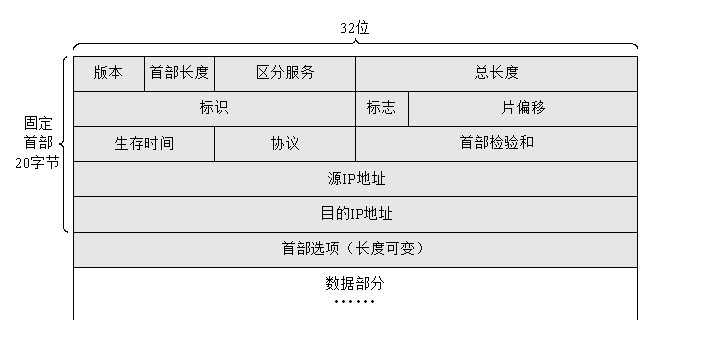 32位
版本 首部长度 区分服务 总长度
标识 标志 片偏移
固定
首部
20字节
生存时间 协议 首部检验和
源IP地址
目的IP地址
首部选项（长度可变）
数据部分
……